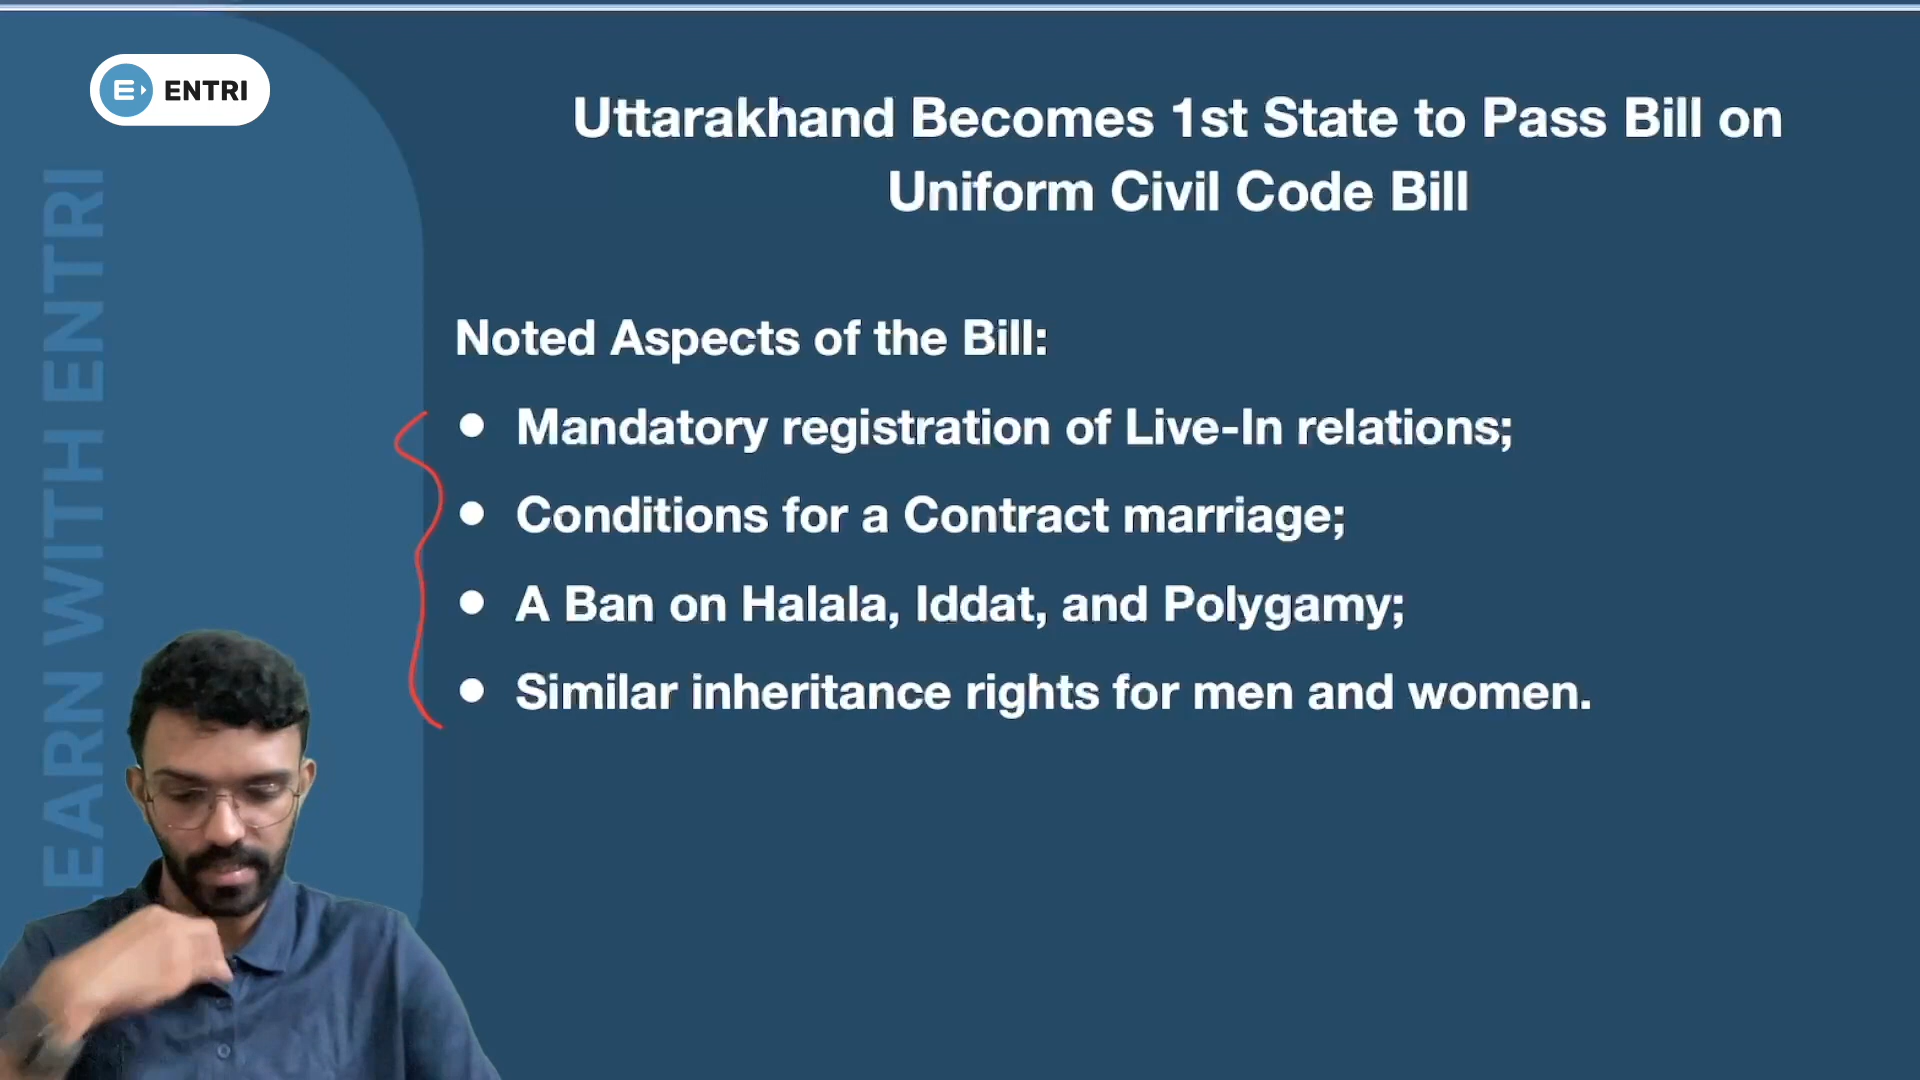 ENTRI
Uttarakhand Becomes 1st State to Pass Bill on
Uniform Civil Code Bill
Noted Aspects of the Bill:
● Mandatory registration of Live-In relations;
● Conditions for a Contract marriage;
● A Ban on Halala, Iddat, and Polygamy;
● Similar inheritance rights for men and women.
LEARN WITH ENTRI